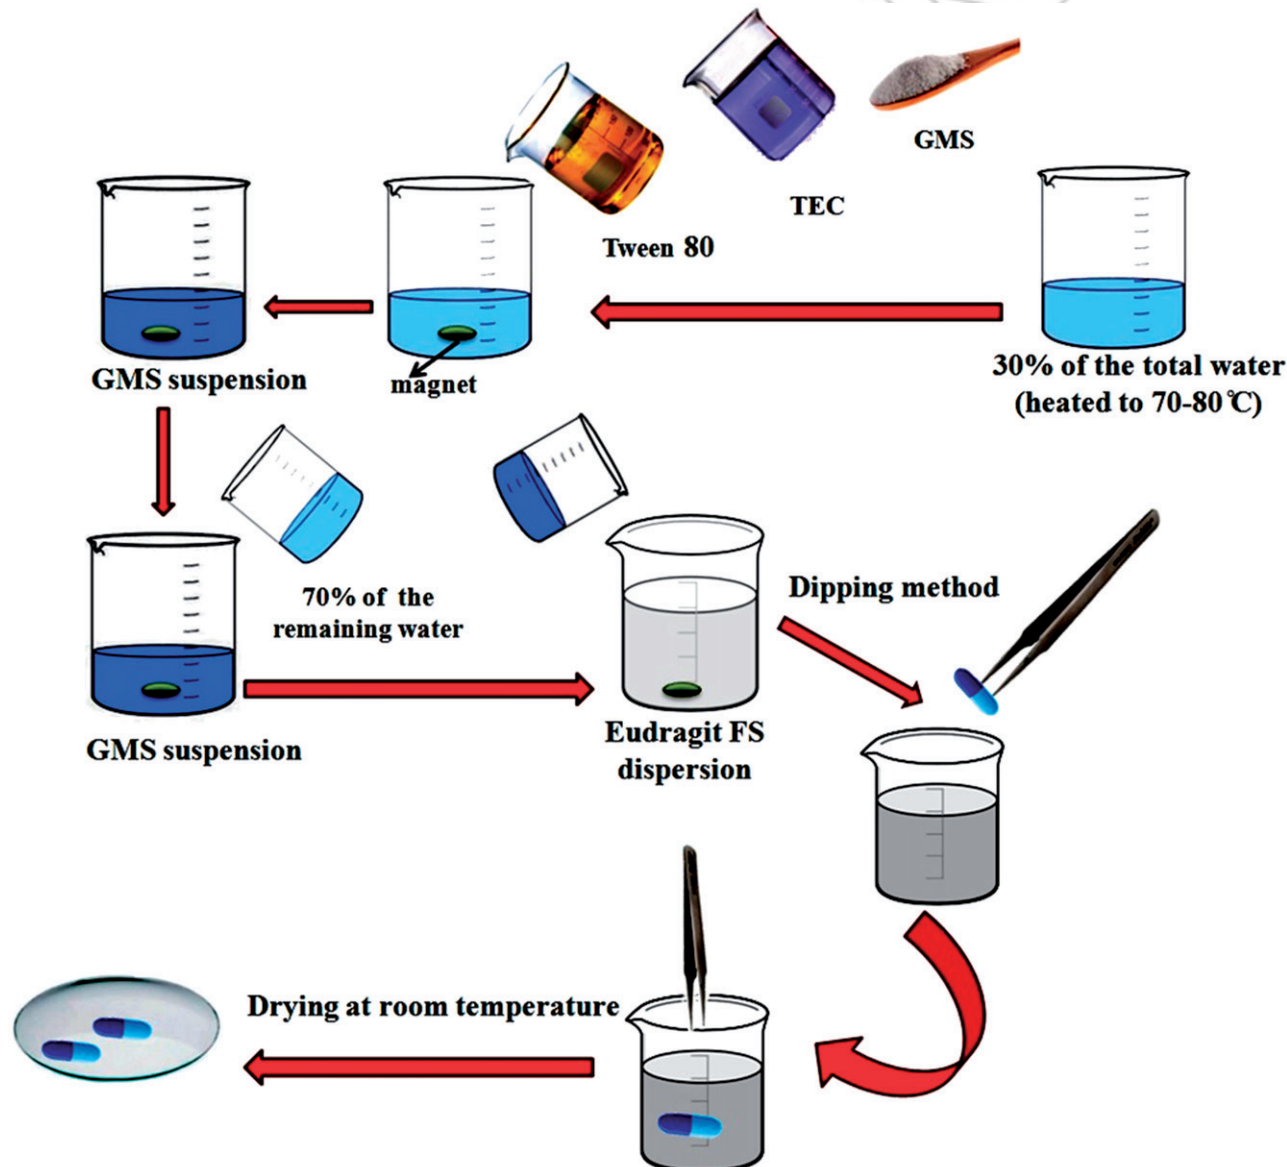 GMS
TEC
Tween 80
30% of the total water
(heated to 70-80℃)
magnet
GMS suspension
70% of the
remaining water
GMS suspension
Eudragit FS
dispersion
Dipping method
Drying at room temperature